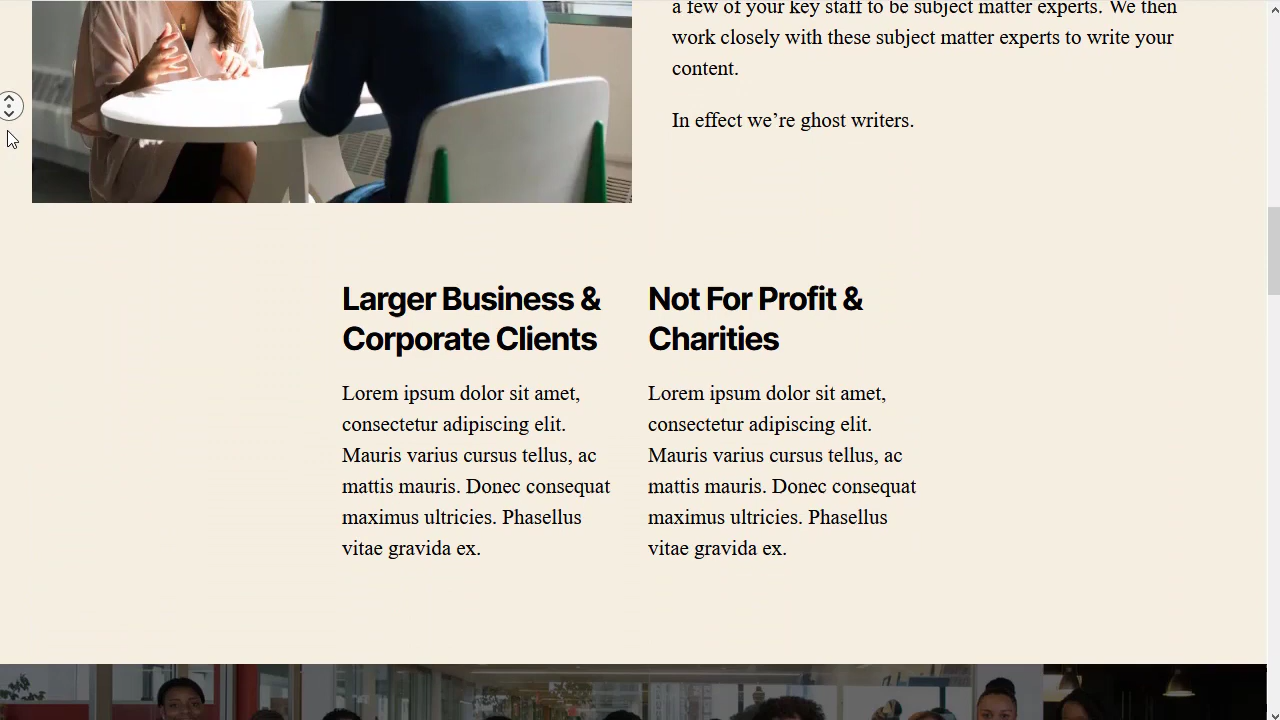 a few of your key staff to be subject matter experts. We then
work closely with these subject matter experts to write your
content.
In effect we’re ghost writers.
Larger Business &
Corporate Clients
Lorem ipsum dolor sit amet,
consectetur adipiscing elit.
Mauris varius cursus tellus, ac
mattis mauris. Donec consequat
maximus ultricies. Phasellus
vitae gravida ex.
Not For Profit &
Charities
Lorem ipsum dolor sit amet,
consectetur adipiscing elit.
Mauris varius cursus tellus, ac
mattis mauris. Donec consequat
maximus ultricies. Phasellus
vitae gravida ex.